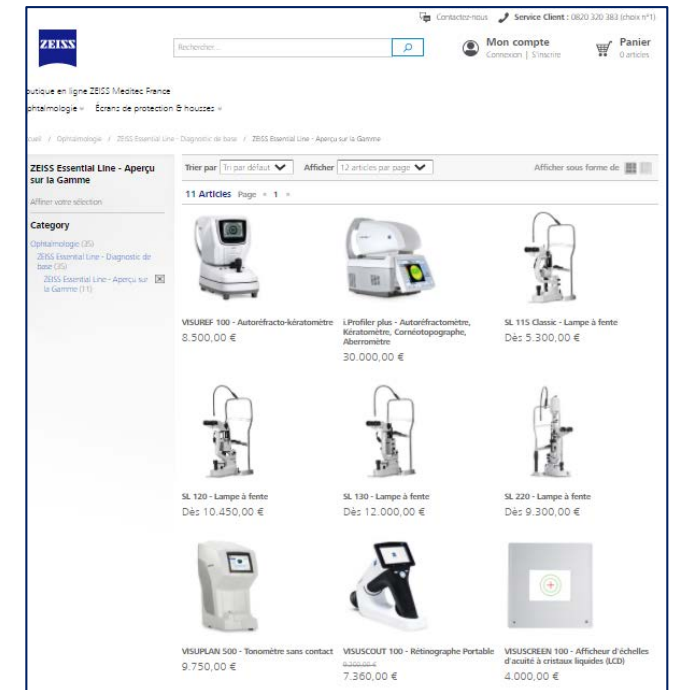 Contactez-nous Service Client : 0820 320 383 (choix n°1)
ZEISS
Rechercher...
Mon compte
Connexion | S'inscrire
Panier
0 articles
outique en ligne ZEISS Meditec France
phtalmologie Écrans de protection & housses
cueil / Ophtalmologie / ZEISS Essential Line - Diagnostic de base / ZEISS Essential Line - Aperçu sur la Gamme
ZEISS Essential Line - Aperçu
sur la Gamme
Affiner votre sélection
Category
Ophtalmologie (35)
ZEISS Essential Line - Diagnostic de
base (35)
ZEISS Essential Line - Aperçu sur
la Gamme (11)
Trier par Tri par défaut Afficher 12 articles par page Afficher sous forme de
11 Articles Page « 1 »
VISUREF 100 - Autoréfracto-kératomètre
8.500,00 €
i.Profiler plus - Autoréfractomètre,
Kératomètre, Cornéotopographe,
Aberromètre
30.000,00 €
SL 115 Classic - Lampe à fente
Dès 5.300,00 €
SL 120 - Lampe à fente
Dès 10.450,00 €
SL 130 - Lampe à fente
Dès 12.000,00 €
SL 220 - Lampe à fente
Dès 9.300,00 €
VISUPLAN 500 - Tonomètre sans contact
9.750,00 €
VISUSCOUT 100 - Rétinographe Portable
9.200,00 €
7.360,00 €
VISUSCREEN 100 - Afficheur d'échelles
d'acuité à cristaux liquides (LCD)
4.000,00 €